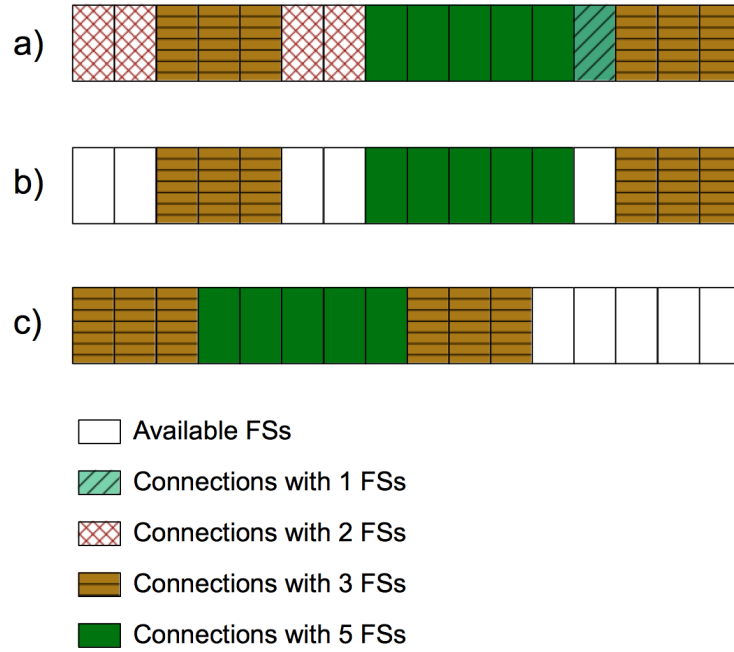 a)
b)
c)
Available FSs
Connections with 1 FSs
Connections with 2 FSs
Connections with 3 FSs
Connections with 5 FSs